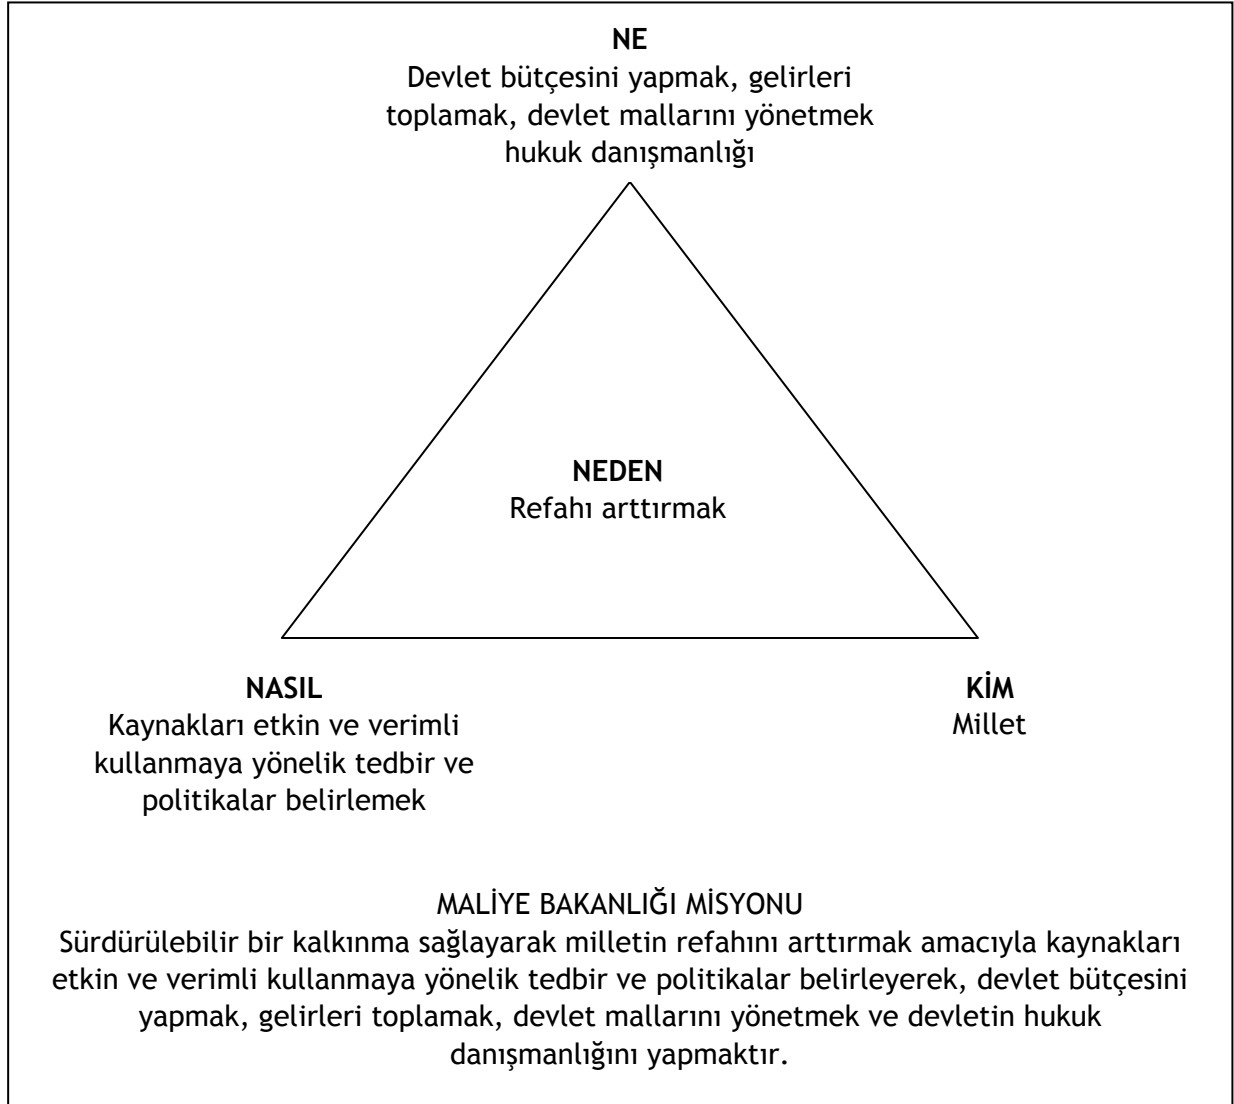 NE
Devlet bütçesini yapmak, gelirleri
toplamak, devlet mallarını yönetmek
hukuk danışmanlığı
NEDEN
Refahı arttırmak
NASIL
Kaynakları etkin ve verimli
kullanmaya yönelik tedbir ve
politikalar belirlemek
KİM
Millet
MALİYE BAKANLIĞI MİSYONU
Sürdürülebilir bir kalkınma sağlayarak milletin refahını arttırmak amacıyla kaynakları
etkin ve verimli kullanmaya yönelik tedbir ve politikalar belirleyerek, devlet bütçesini
yapmak, gelirleri toplamak, devlet mallarını yönetmek ve devletin hukuk
danışmanlığını yapmaktır.